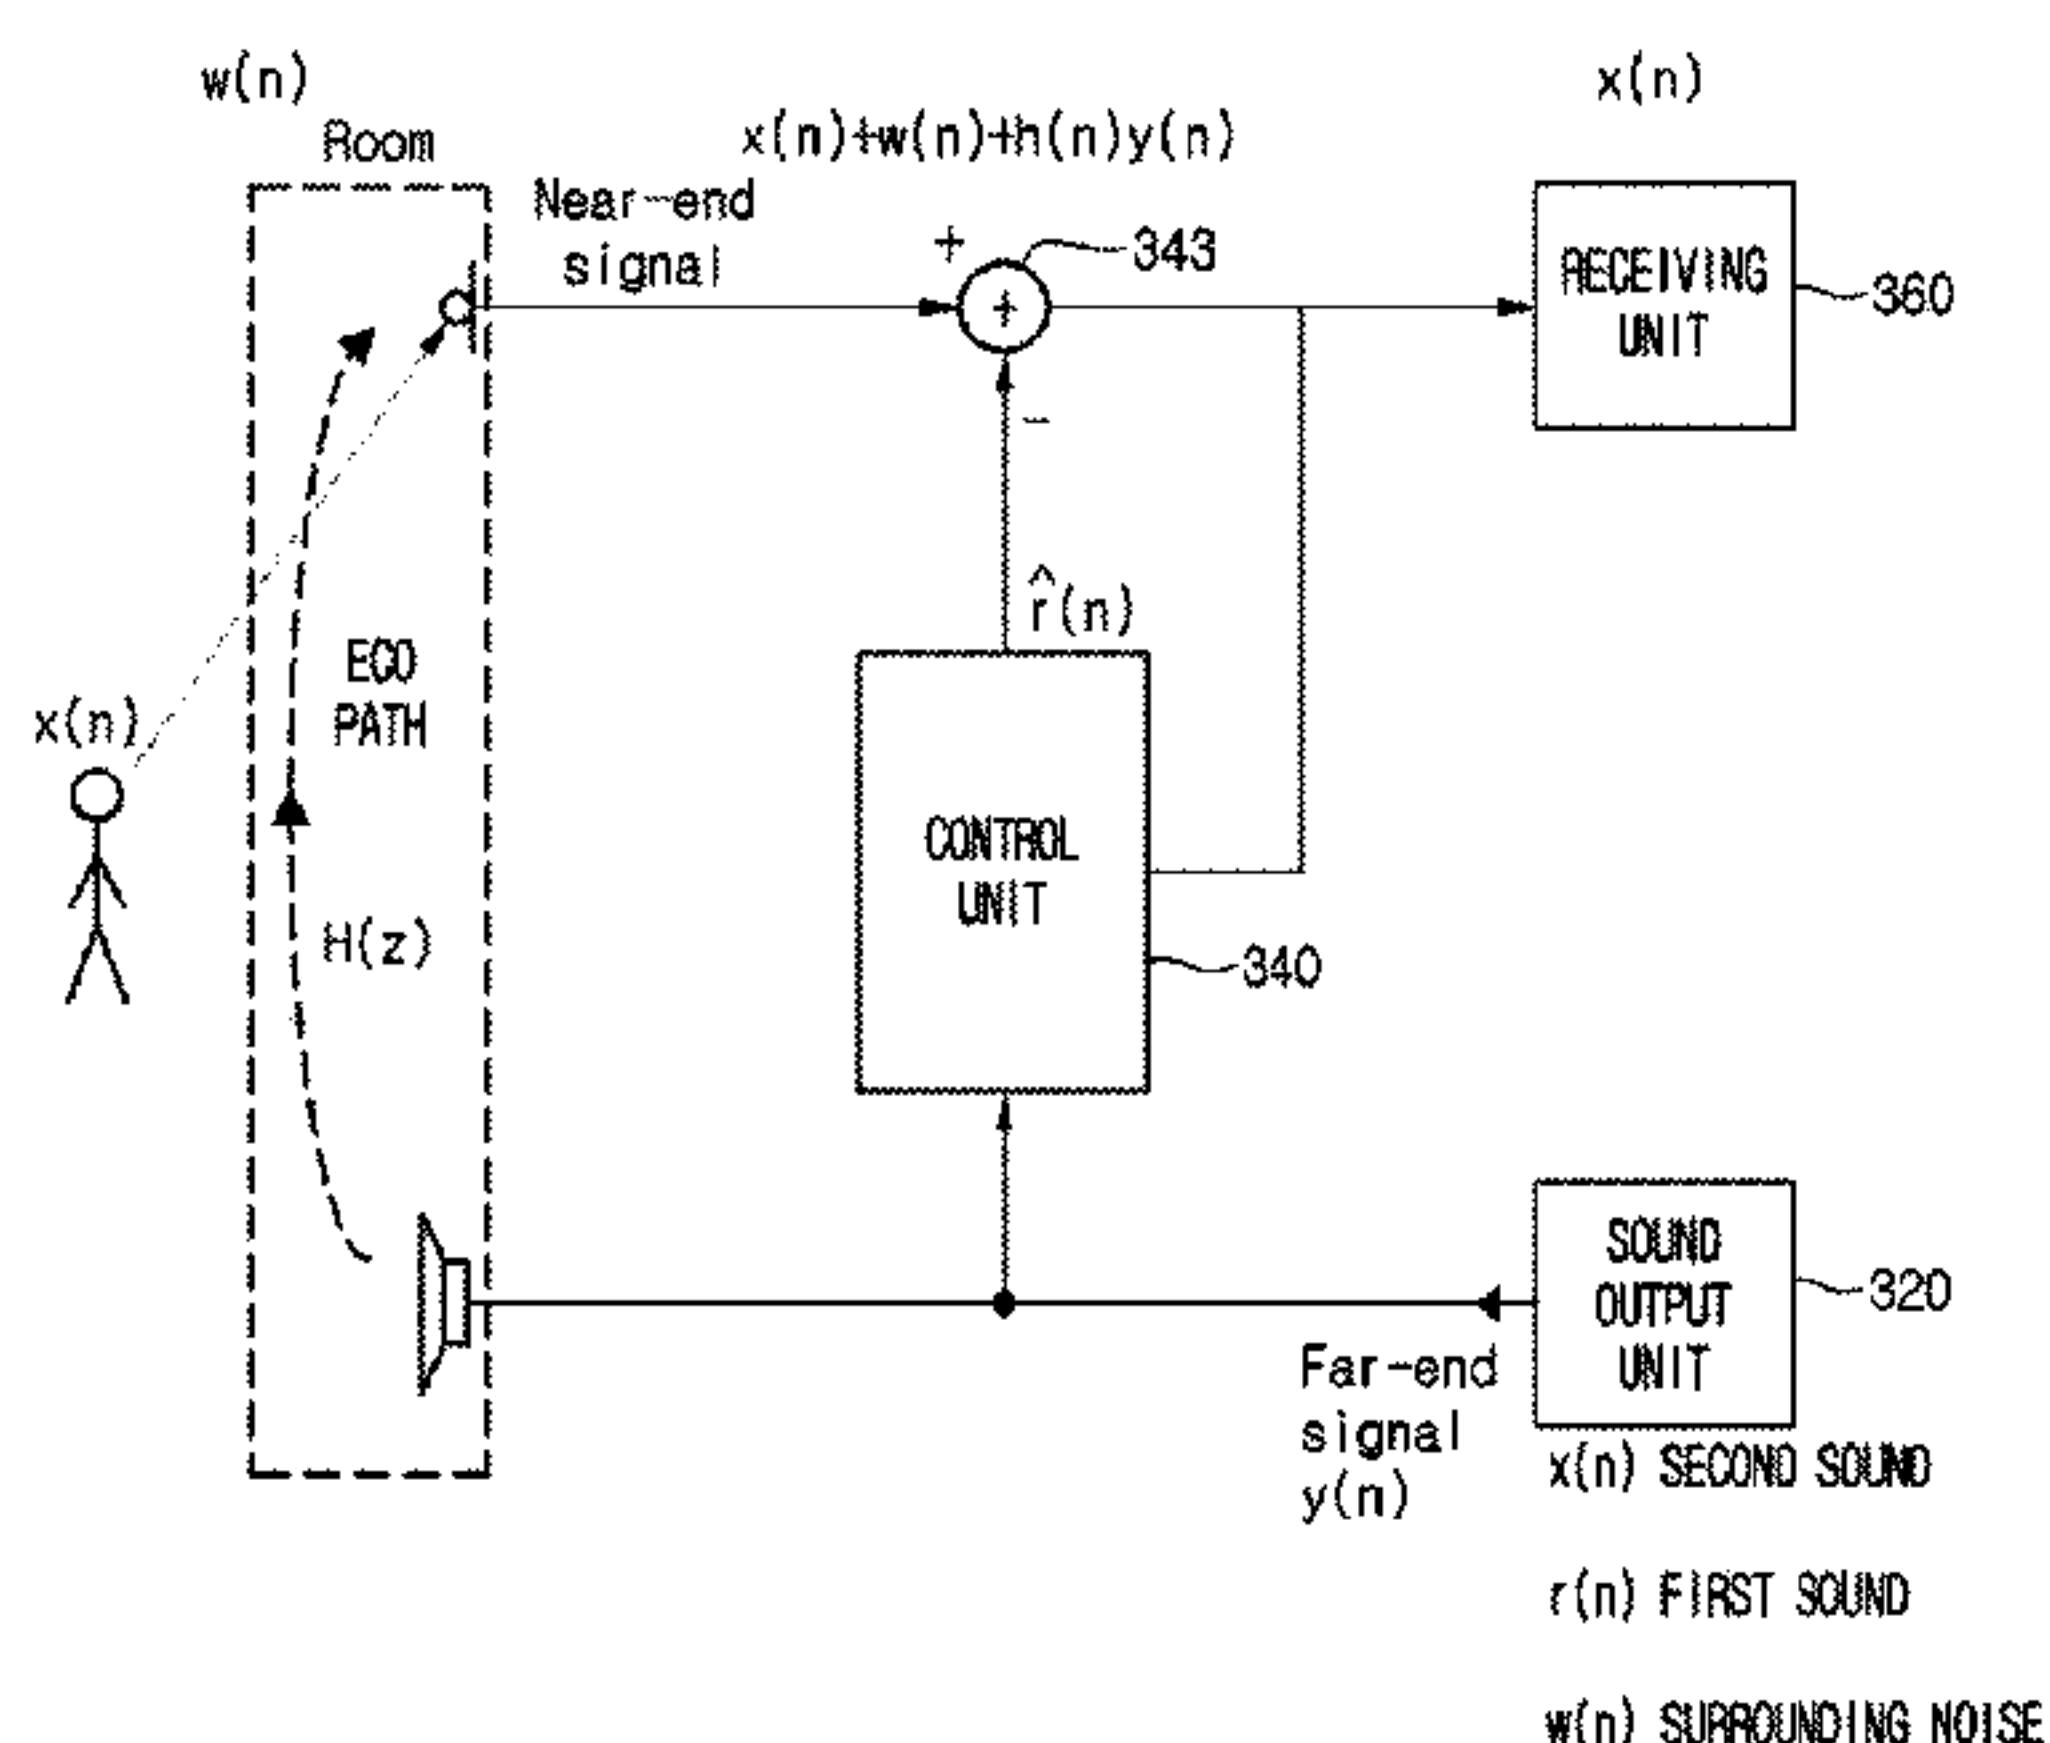 w(n)
Room
x(n)+w(n)+h(n)y(n)
x(n)
Near-end
signal
+
343
+
RECEIVING
UNIT
360
-
r̂(n)
ECO
PATH
x(n)
CONTROL
UNIT
H(z)
340
SOUND
OUTPUT
UNIT
320
Far-end
signal
y(n)
x(n) SECOND SOUND
r(n) FIRST SOUND
w(n) SURROUNDING NOISE